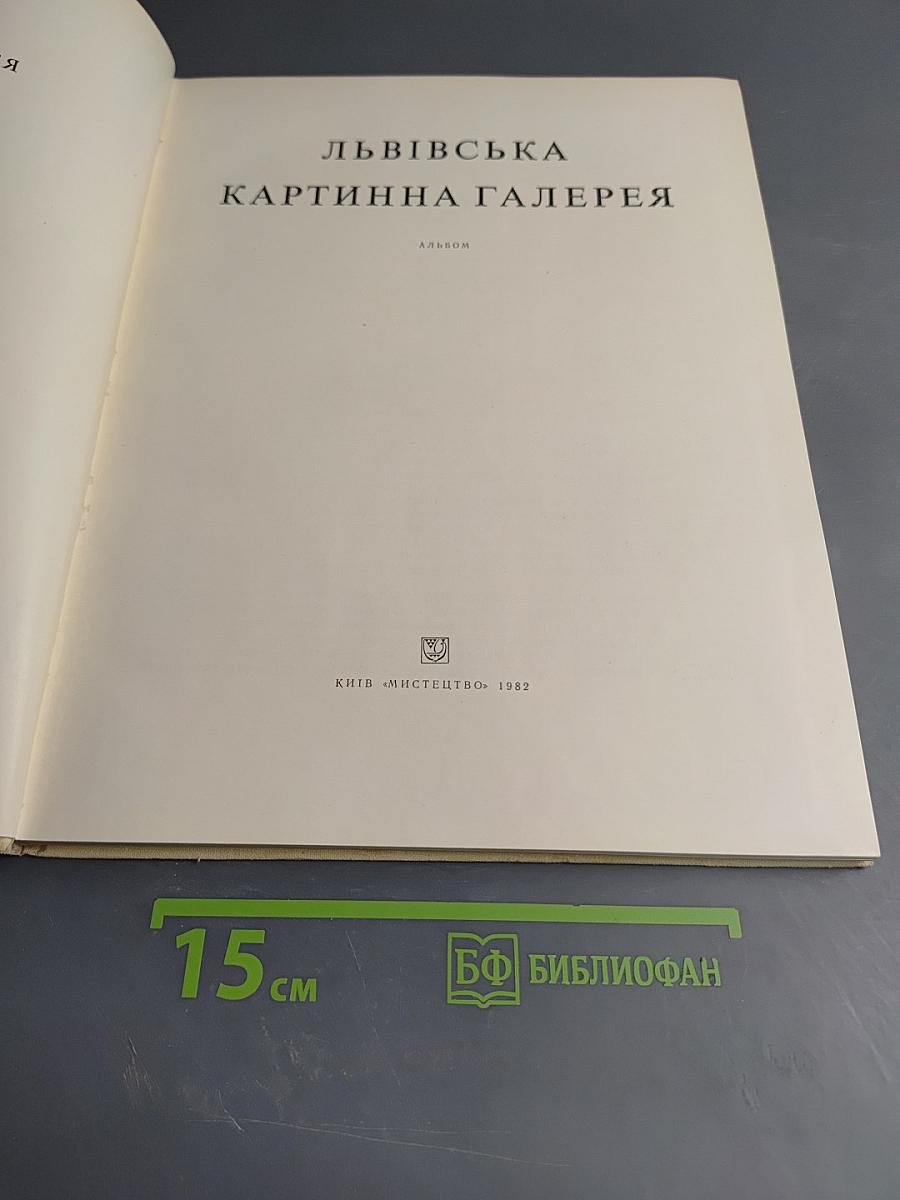 Я
ЛЬВІВСЬКА
КАРТИННА ГАЛЕРЕЯ
АЛЬБОМ
КИЇВ «МИСТЕЦТВО» 1982
15 см
БФ БИБЛИОФАН